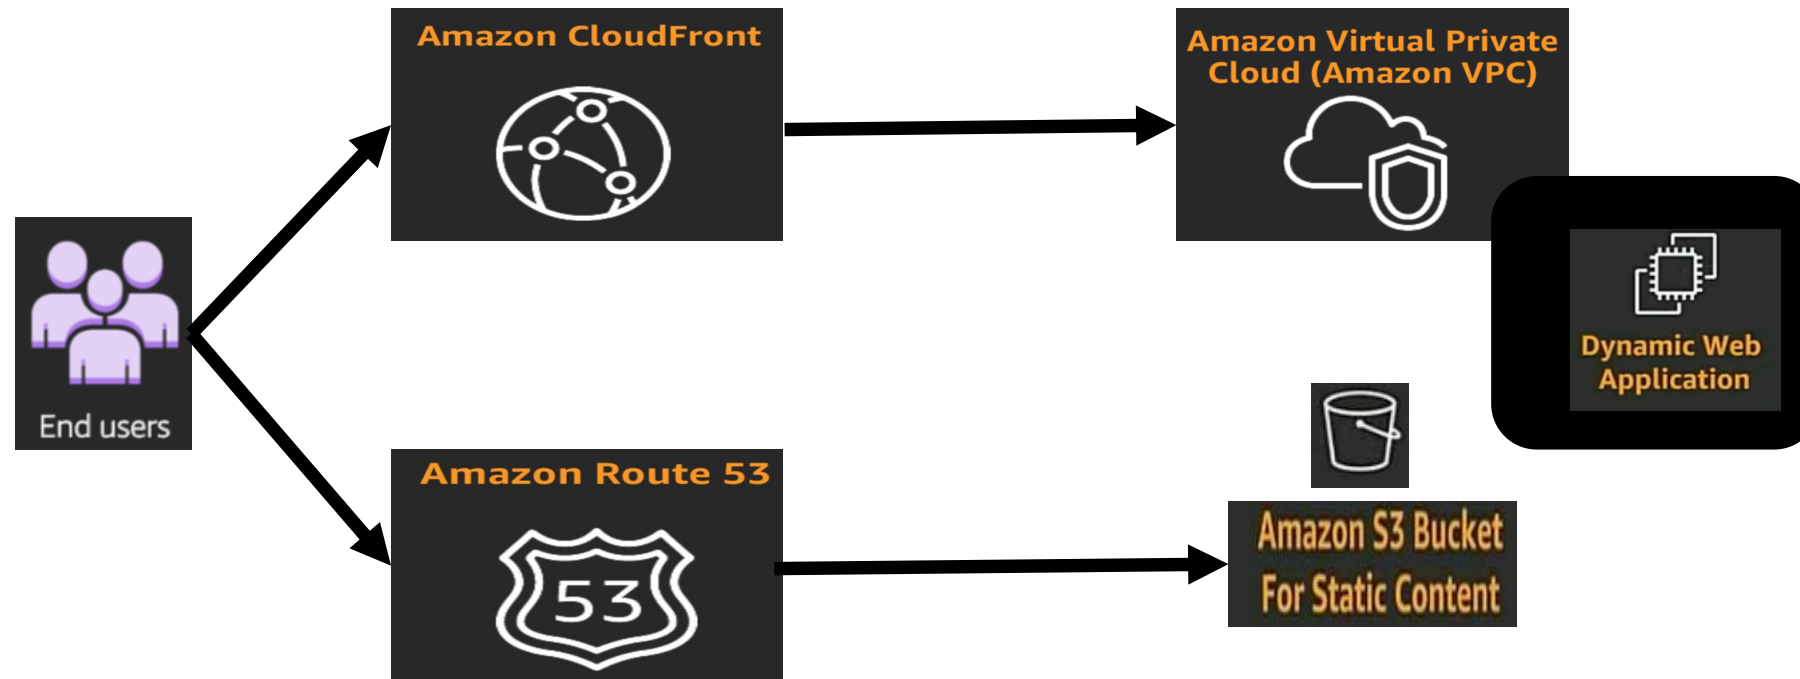 Amazon CloudFront
Amazon Virtual Private
Cloud (Amazon VPC)
End users
Dynamic Web
Application
Amazon Route 53
53
Amazon S3 Bucket
For Static Content